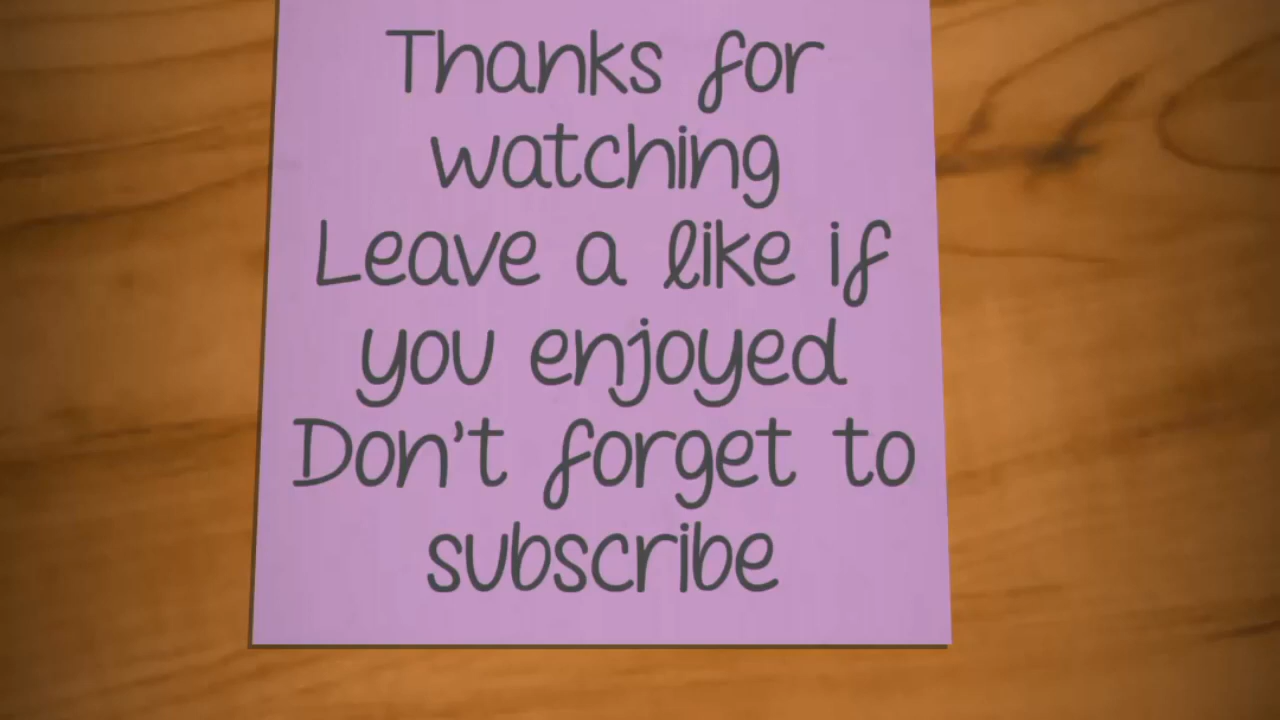 Thanks for
watching
Leave a like if
you enjoyed
Don't forget to
subscribe